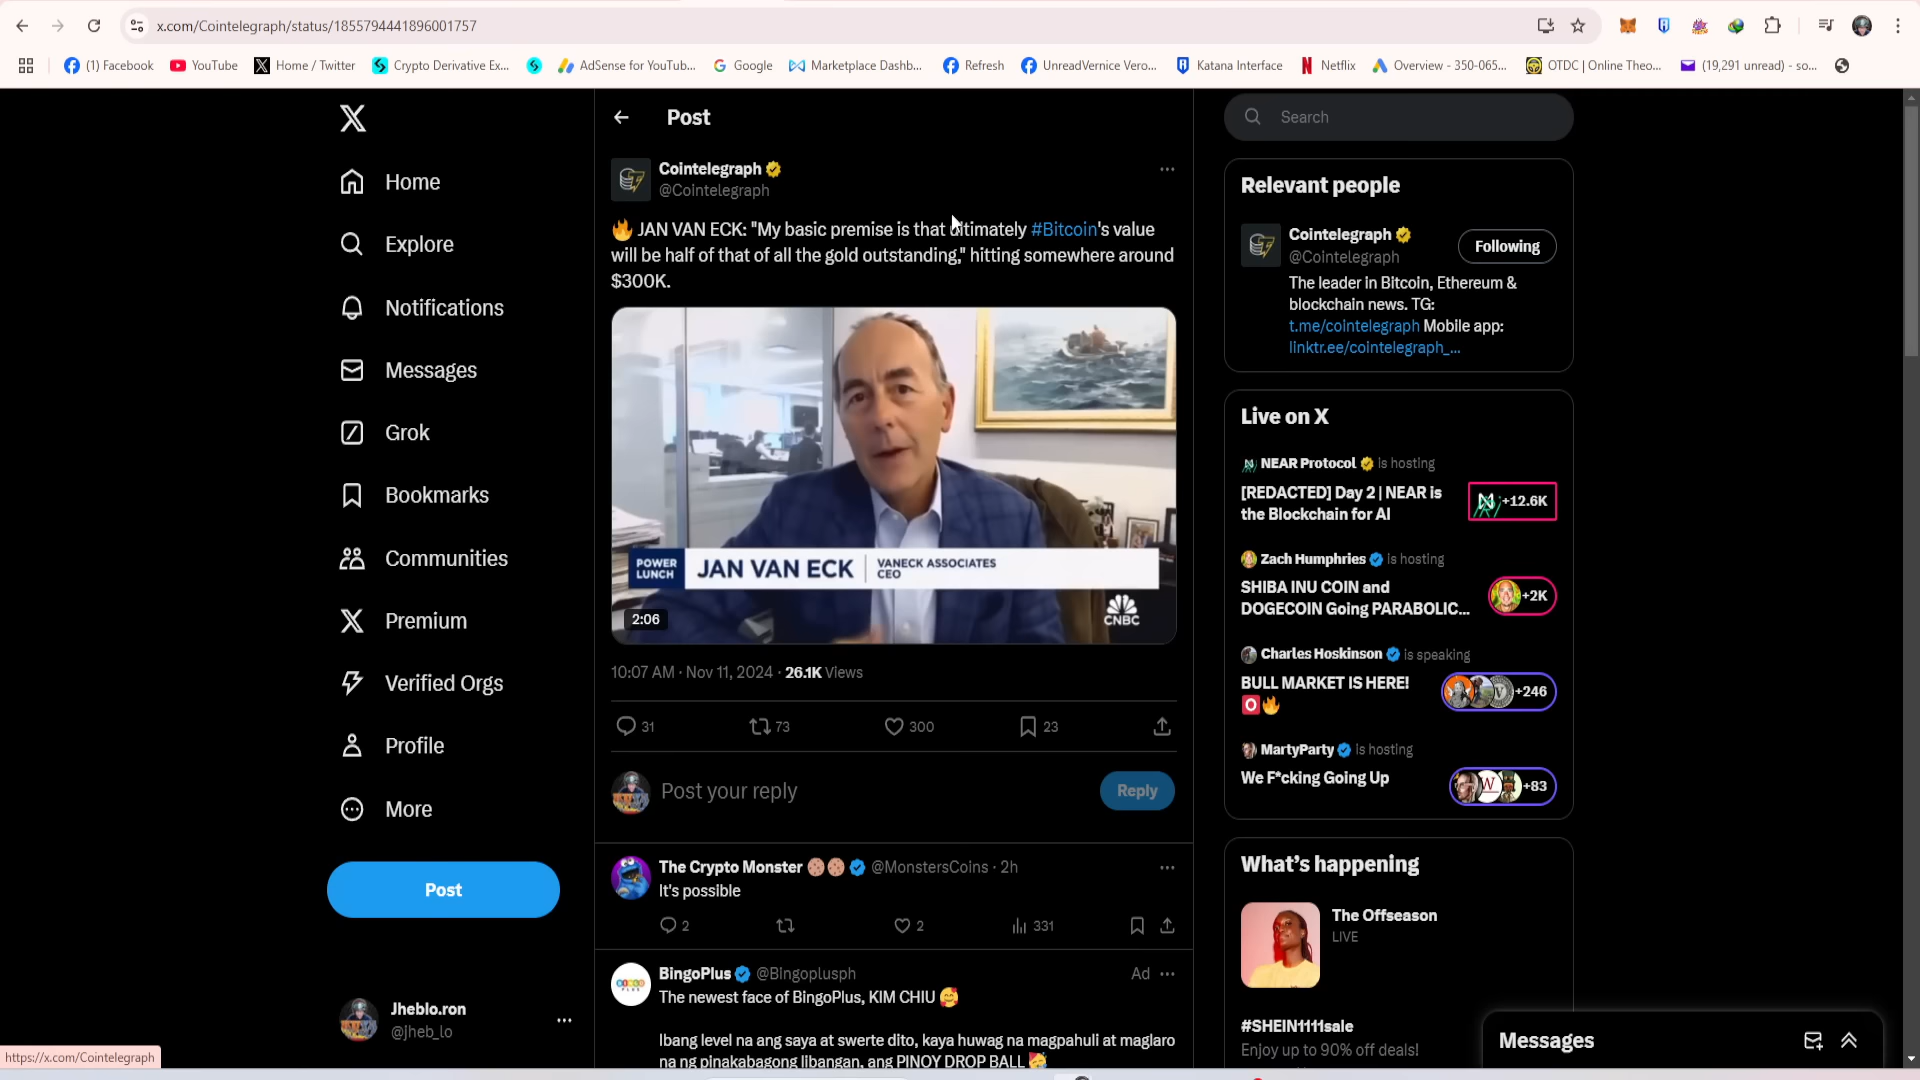 x.com/Cointelegraph/status/1855794441896001757
(1) Facebook
YouTube
Home / Twitter
Crypto Derivative Ex...
AdSense for YouTub...
Google
Marketplace Dashb...
Refresh
UnreadVernice Vero...
Katana Interface
Netflix
Overview - 350-065...
OTDC | Online Theo...
(19,291 unread) - so...
Home
Explore
Notifications
Messages
Grok
Bookmarks
Communities
Premium
Verified Orgs
Profile
More
Post
Jheblo.ron
@jheb_lo
https://x.com/Cointelegraph
Post
Cointelegraph
@Cointelegraph
🔥 JAN VAN ECK: "My basic premise is that ultimately #Bitcoin's value
will be half of that of all the gold outstanding," hitting somewhere around
$300K.
POWER
LUNCH
JAN VAN ECK
VANECK ASSOCIATES
CEO
2:06
CNBC
10:07 AM · Nov 11, 2024 · 26.1K Views
31 73 300 23
Post your reply
Reply
The Crypto Monster 🍪🍪 @MonstersCoins · 2h
It's possible
2 2 331
BingoPlus @Bingoplusph
Ad
The newest face of BingoPlus, KIM CHIU 🥰
Ibang level na ang saya at swerte dito, kaya huwag na magpahuli at maglaro
na ng pinakabagong libangan, ang PINOY DROP BALL 🥳
Search
Relevant people
Cointelegraph
@Cointelegraph
Following
The leader in Bitcoin, Ethereum &
blockchain news. TG:
t.me/cointelegraph Mobile app:
linktr.ee/cointelegraph_...
Live on X
NEAR Protocol is hosting
[REDACTED] Day 2 | NEAR is
the Blockchain for AI
+12.6K
Zach Humphries is hosting
SHIBA INU COIN and
DOGECOIN Going PARABOLIC...
+2K
Charles Hoskinson is speaking
BULL MARKET IS HERE!
🅾️🔥
+246
MartyParty is hosting
We F*cking Going Up
+83
What's happening
The Offseason
LIVE
#SHEIN1111sale
Enjoy up to 90% off deals!
Messages